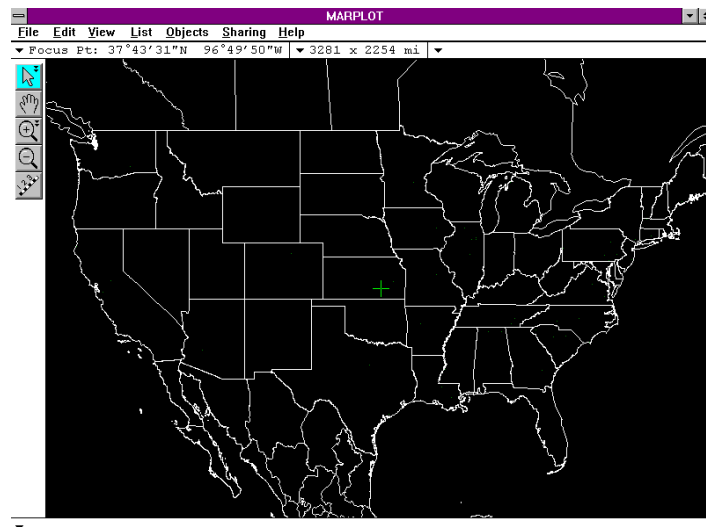 MARPLOT
File Edit View List Objects Sharing Help
Focus Pt: 37°43'31"N 96°49'50"W 3281 x 2254 mi